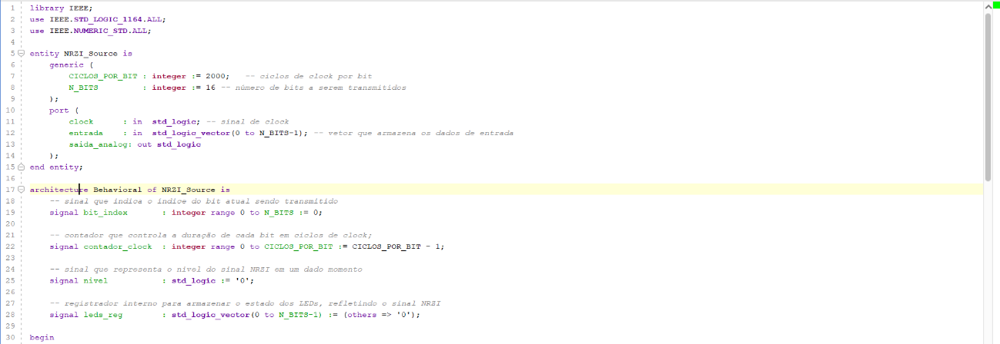 1 library IEEE;
2 use IEEE.STD_LOGIC_1164.ALL;
3 use IEEE.NUMERIC_STD.ALL;
4
5 entity NRZI_Source is
6     generic (
7         CICLOS_POR_BIT : integer := 2000;   -- ciclos de clock por bit
8         N_BITS         : integer := 16 -- número de bits a serem transmitidos
9     );
10     port (
11         clock      : in  std_logic; -- sinal de clock
12         entrada    : in  std_logic_vector(0 to N_BITS-1); -- vetor que armazena os dados de entrada
13         saida_analog: out std_logic
14     );
15 end entity;
16
17 architecture Behavioral of NRZI_Source is
18     -- sinal que indica o índice do bit atual sendo transmitido
19     signal bit_index       : integer range 0 to N_BITS := 0;
20
21     -- contador que controla a duração de cada bit em ciclos de clock;
22     signal contador_clock  : integer range 0 to CICLOS_POR_BIT := CICLOS_POR_BIT - 1;
23
24     -- sinal que representa o nível do sinal NRZI em um dado momento
25     signal nivel           : std_logic := '0';
26
27     -- registrador interno para armazenar o estado dos LEDs, refletindo o sinal NRZI
28     signal leds_reg        : std_logic_vector(0 to N_BITS-1) := (others => '0');
29
30 begin